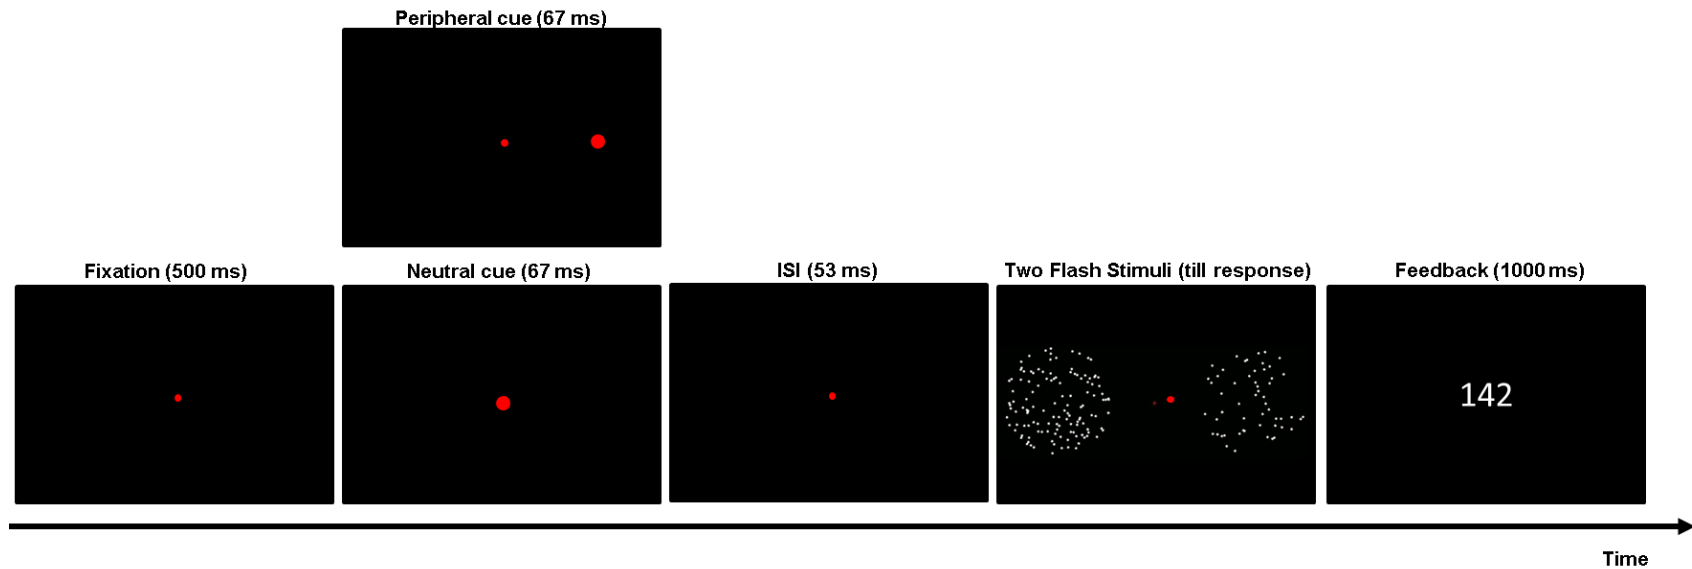 Peripheral cue (67 ms)
Fixation (500 ms)
Neutral cue (67 ms)
ISI (53 ms)
Two Flash Stimuli (till response)
Feedback (1000 ms)
142
Time